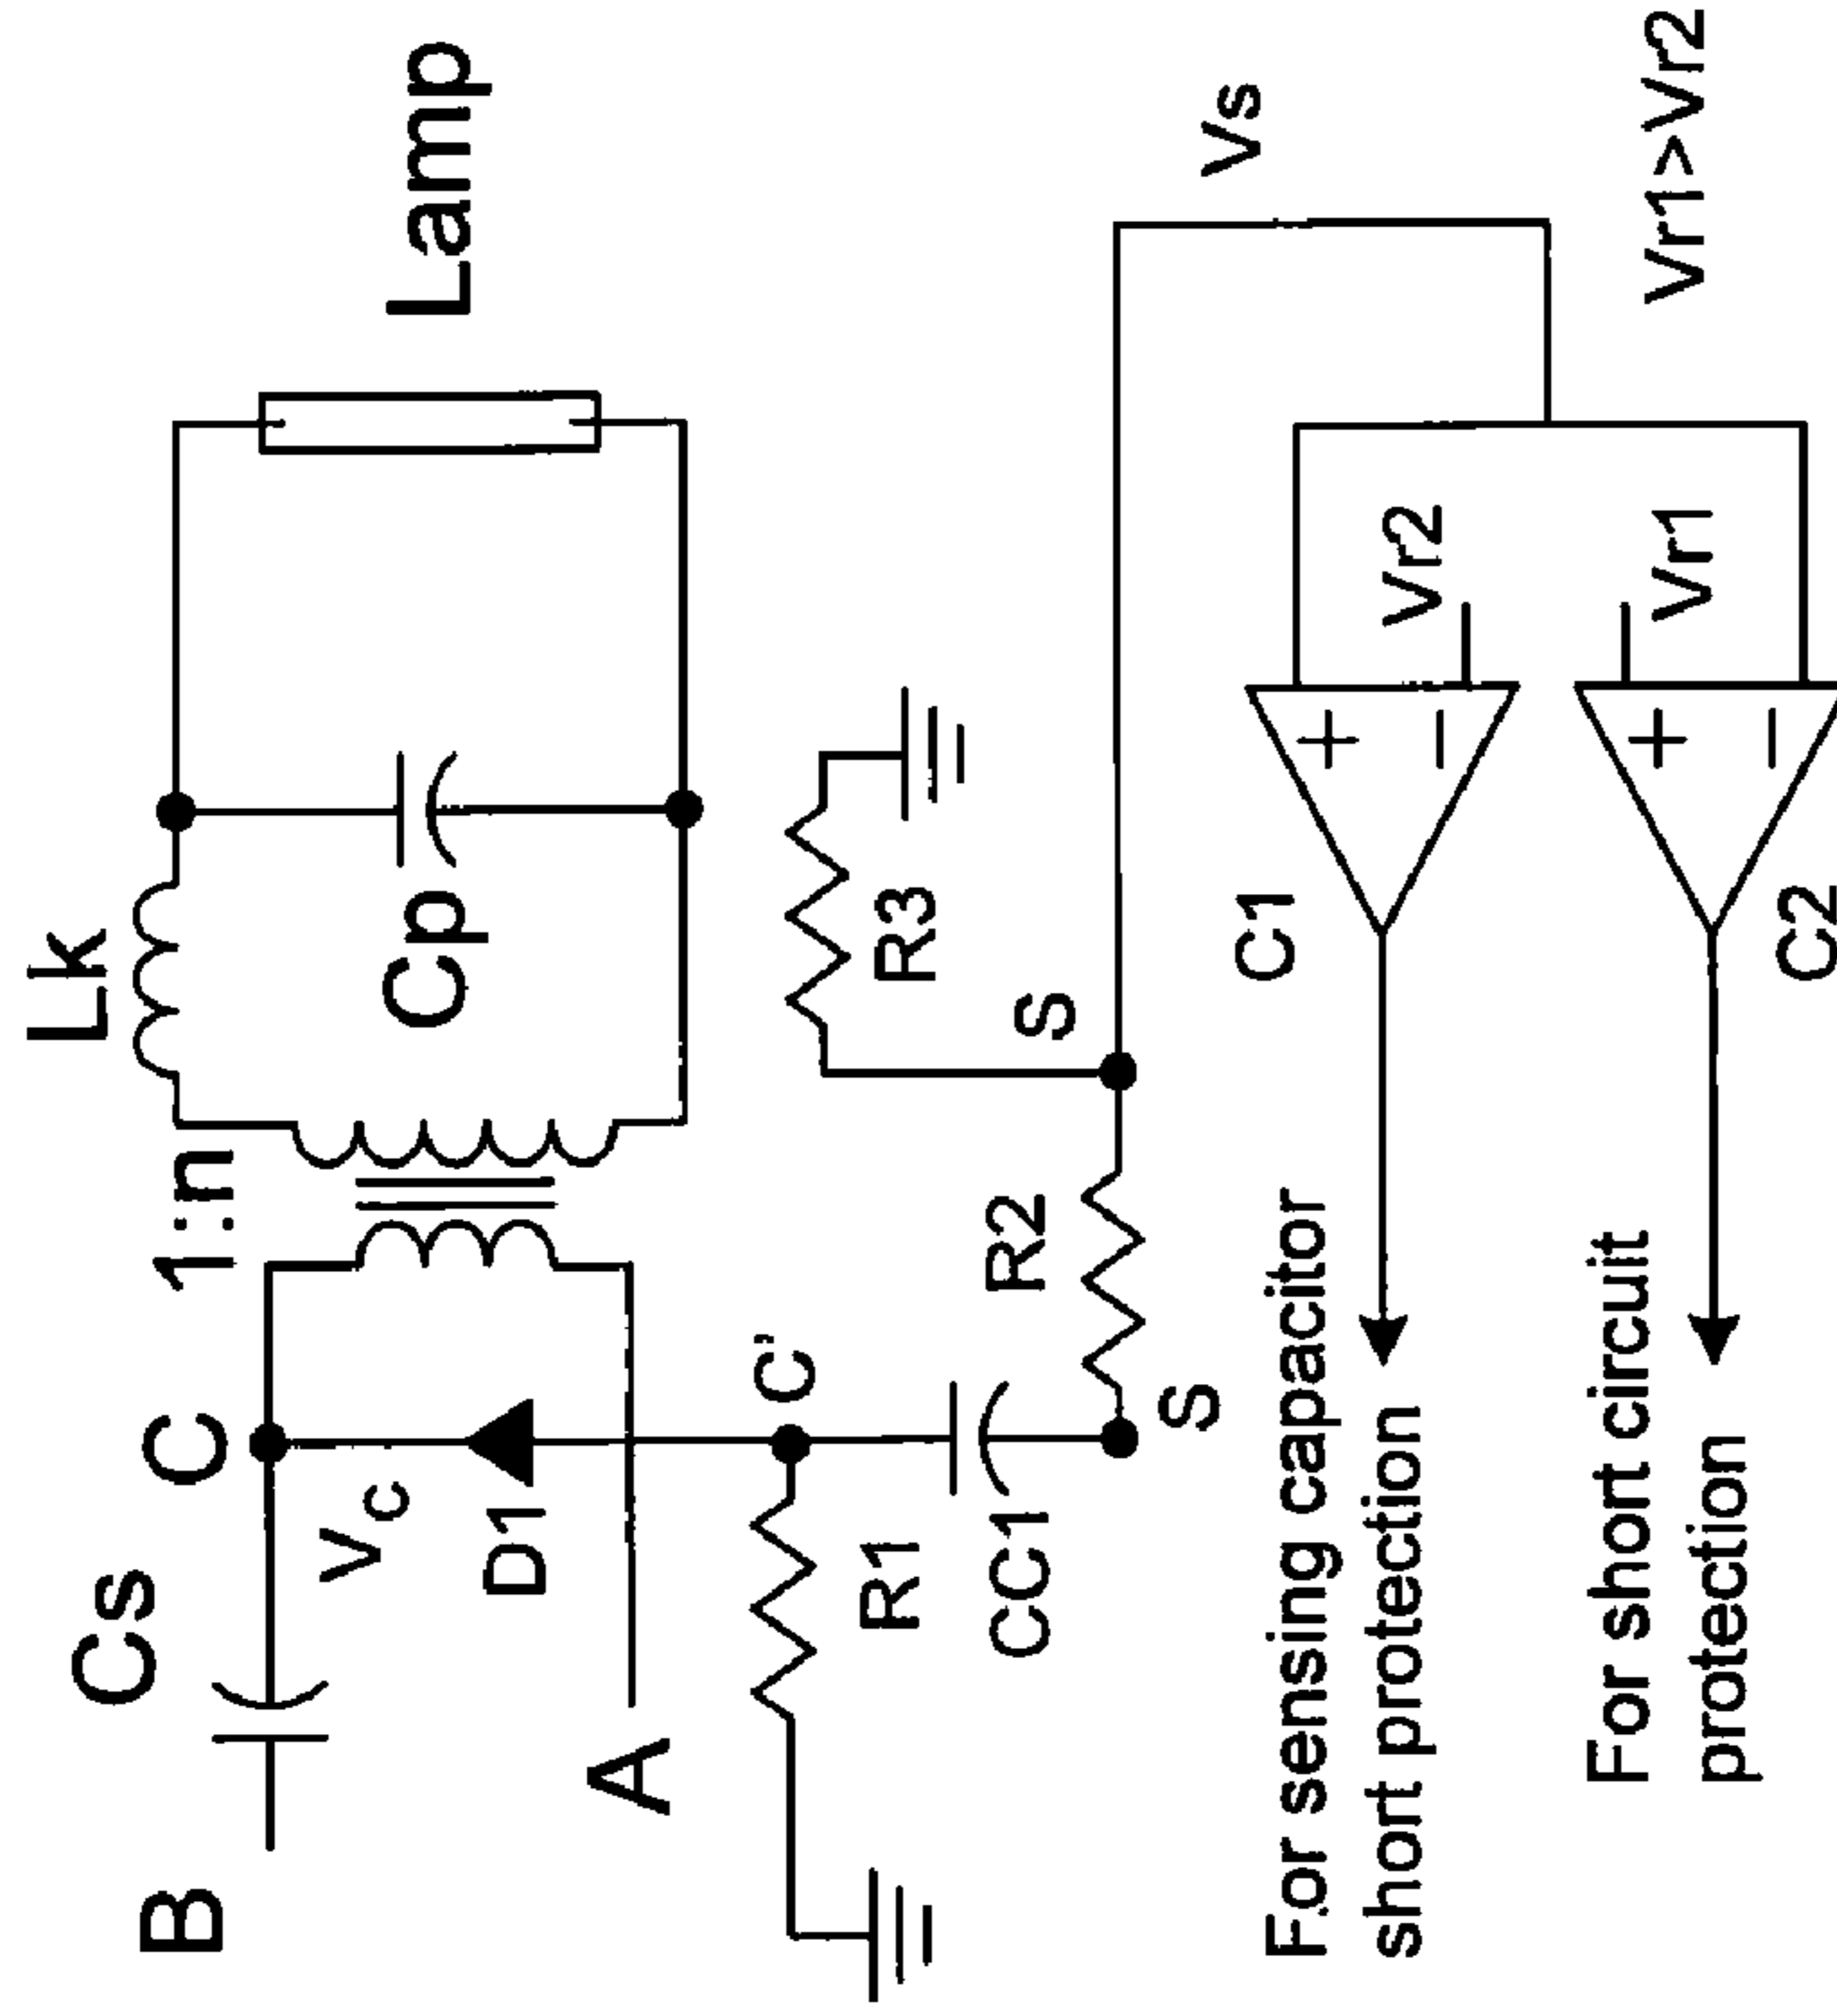 Cs
C
1:n
Lk
B
Vc
Cp
Lamp
D1
A
C'
R1
R3
CC1
R2
S
S
Vs
For sensing capacitor
short protection
C1
+
−
Vr2
For short circuit
protection
C2
+
−
Vr1
Vr1>Vr2